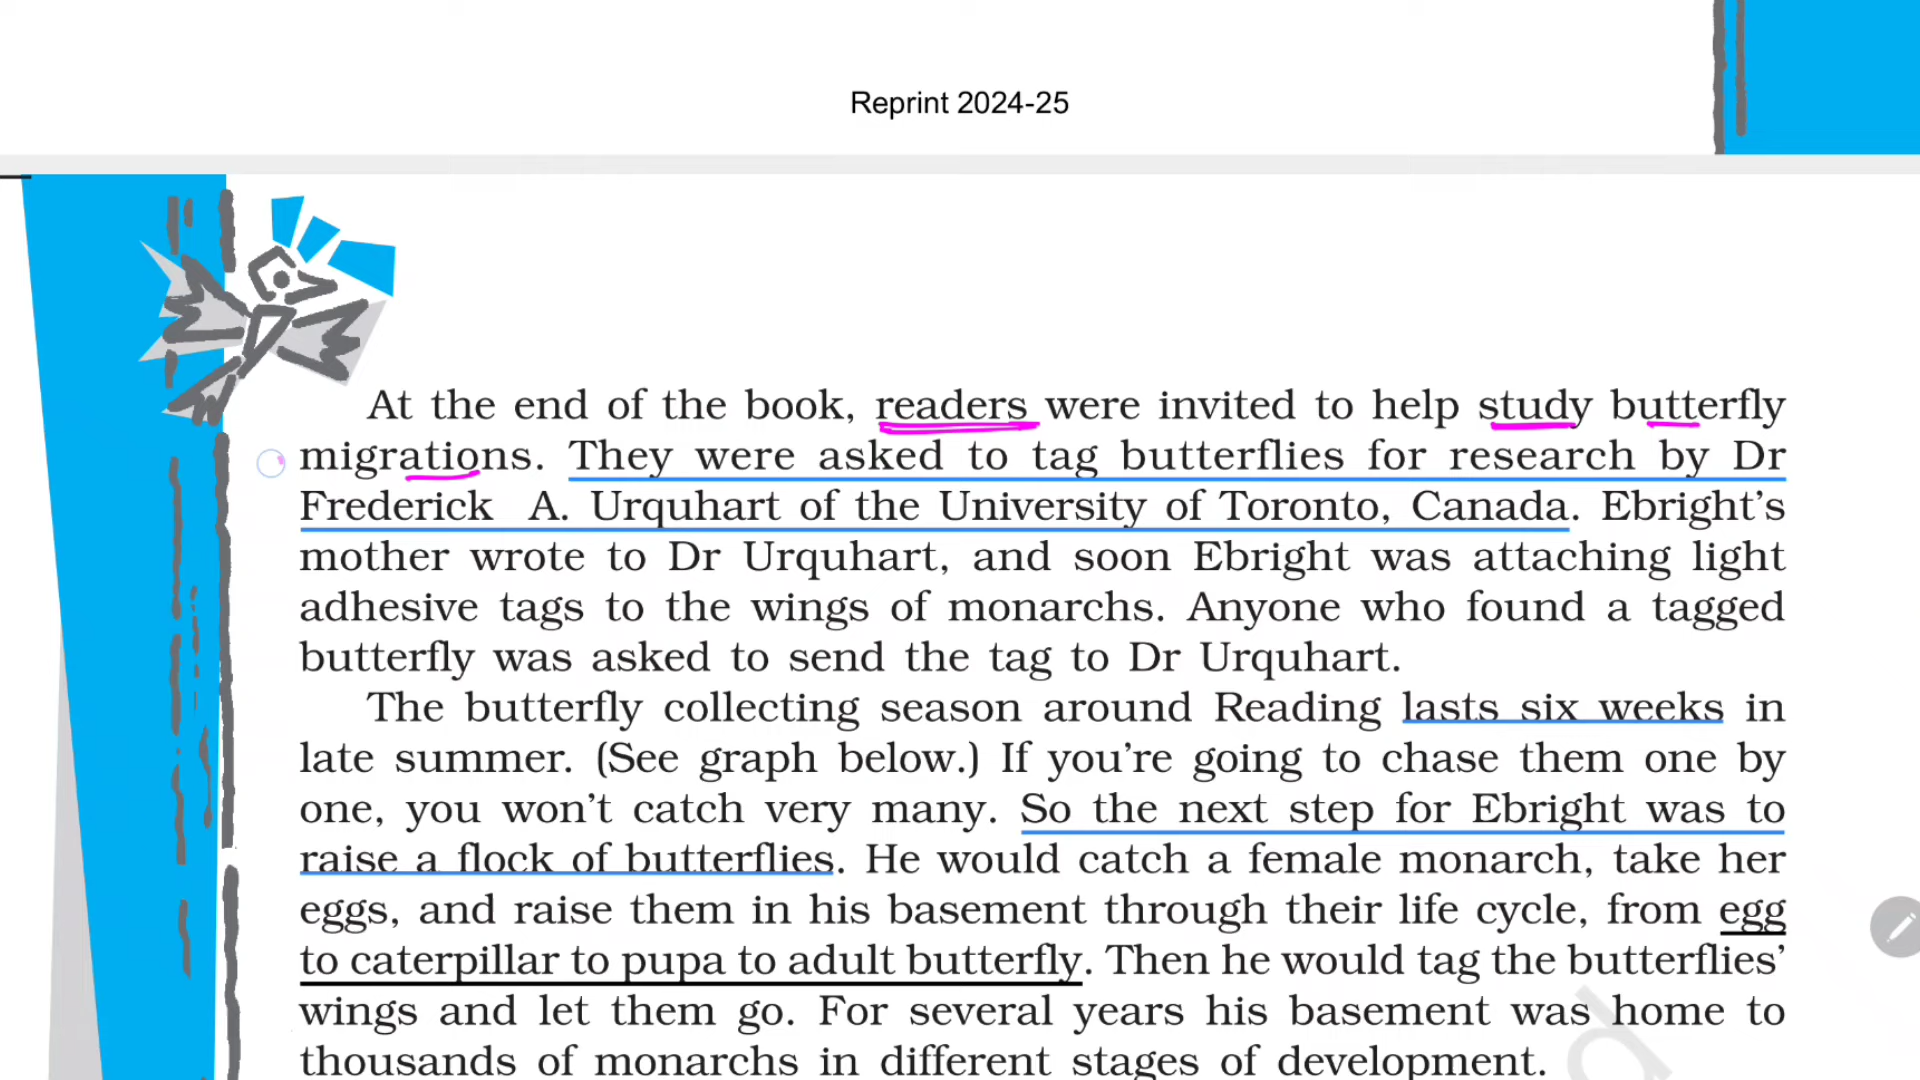 Reprint 2024-25
At the end of the book, readers were invited to help study butterfly
migrations. They were asked to tag butterflies for research by Dr
Frederick A. Urquhart of the University of Toronto, Canada. Ebright’s
mother wrote to Dr Urquhart, and soon Ebright was attaching light
adhesive tags to the wings of monarchs. Anyone who found a tagged
butterfly was asked to send the tag to Dr Urquhart.
The butterfly collecting season around Reading lasts six weeks in
late summer. (See graph below.) If you’re going to chase them one by
one, you won’t catch very many. So the next step for Ebright was to
raise a flock of butterflies. He would catch a female monarch, take her
eggs, and raise them in his basement through their life cycle, from egg
to caterpillar to pupa to adult butterfly. Then he would tag the butterflies’
wings and let them go. For several years his basement was home to
thousands of monarchs in different stages of development.